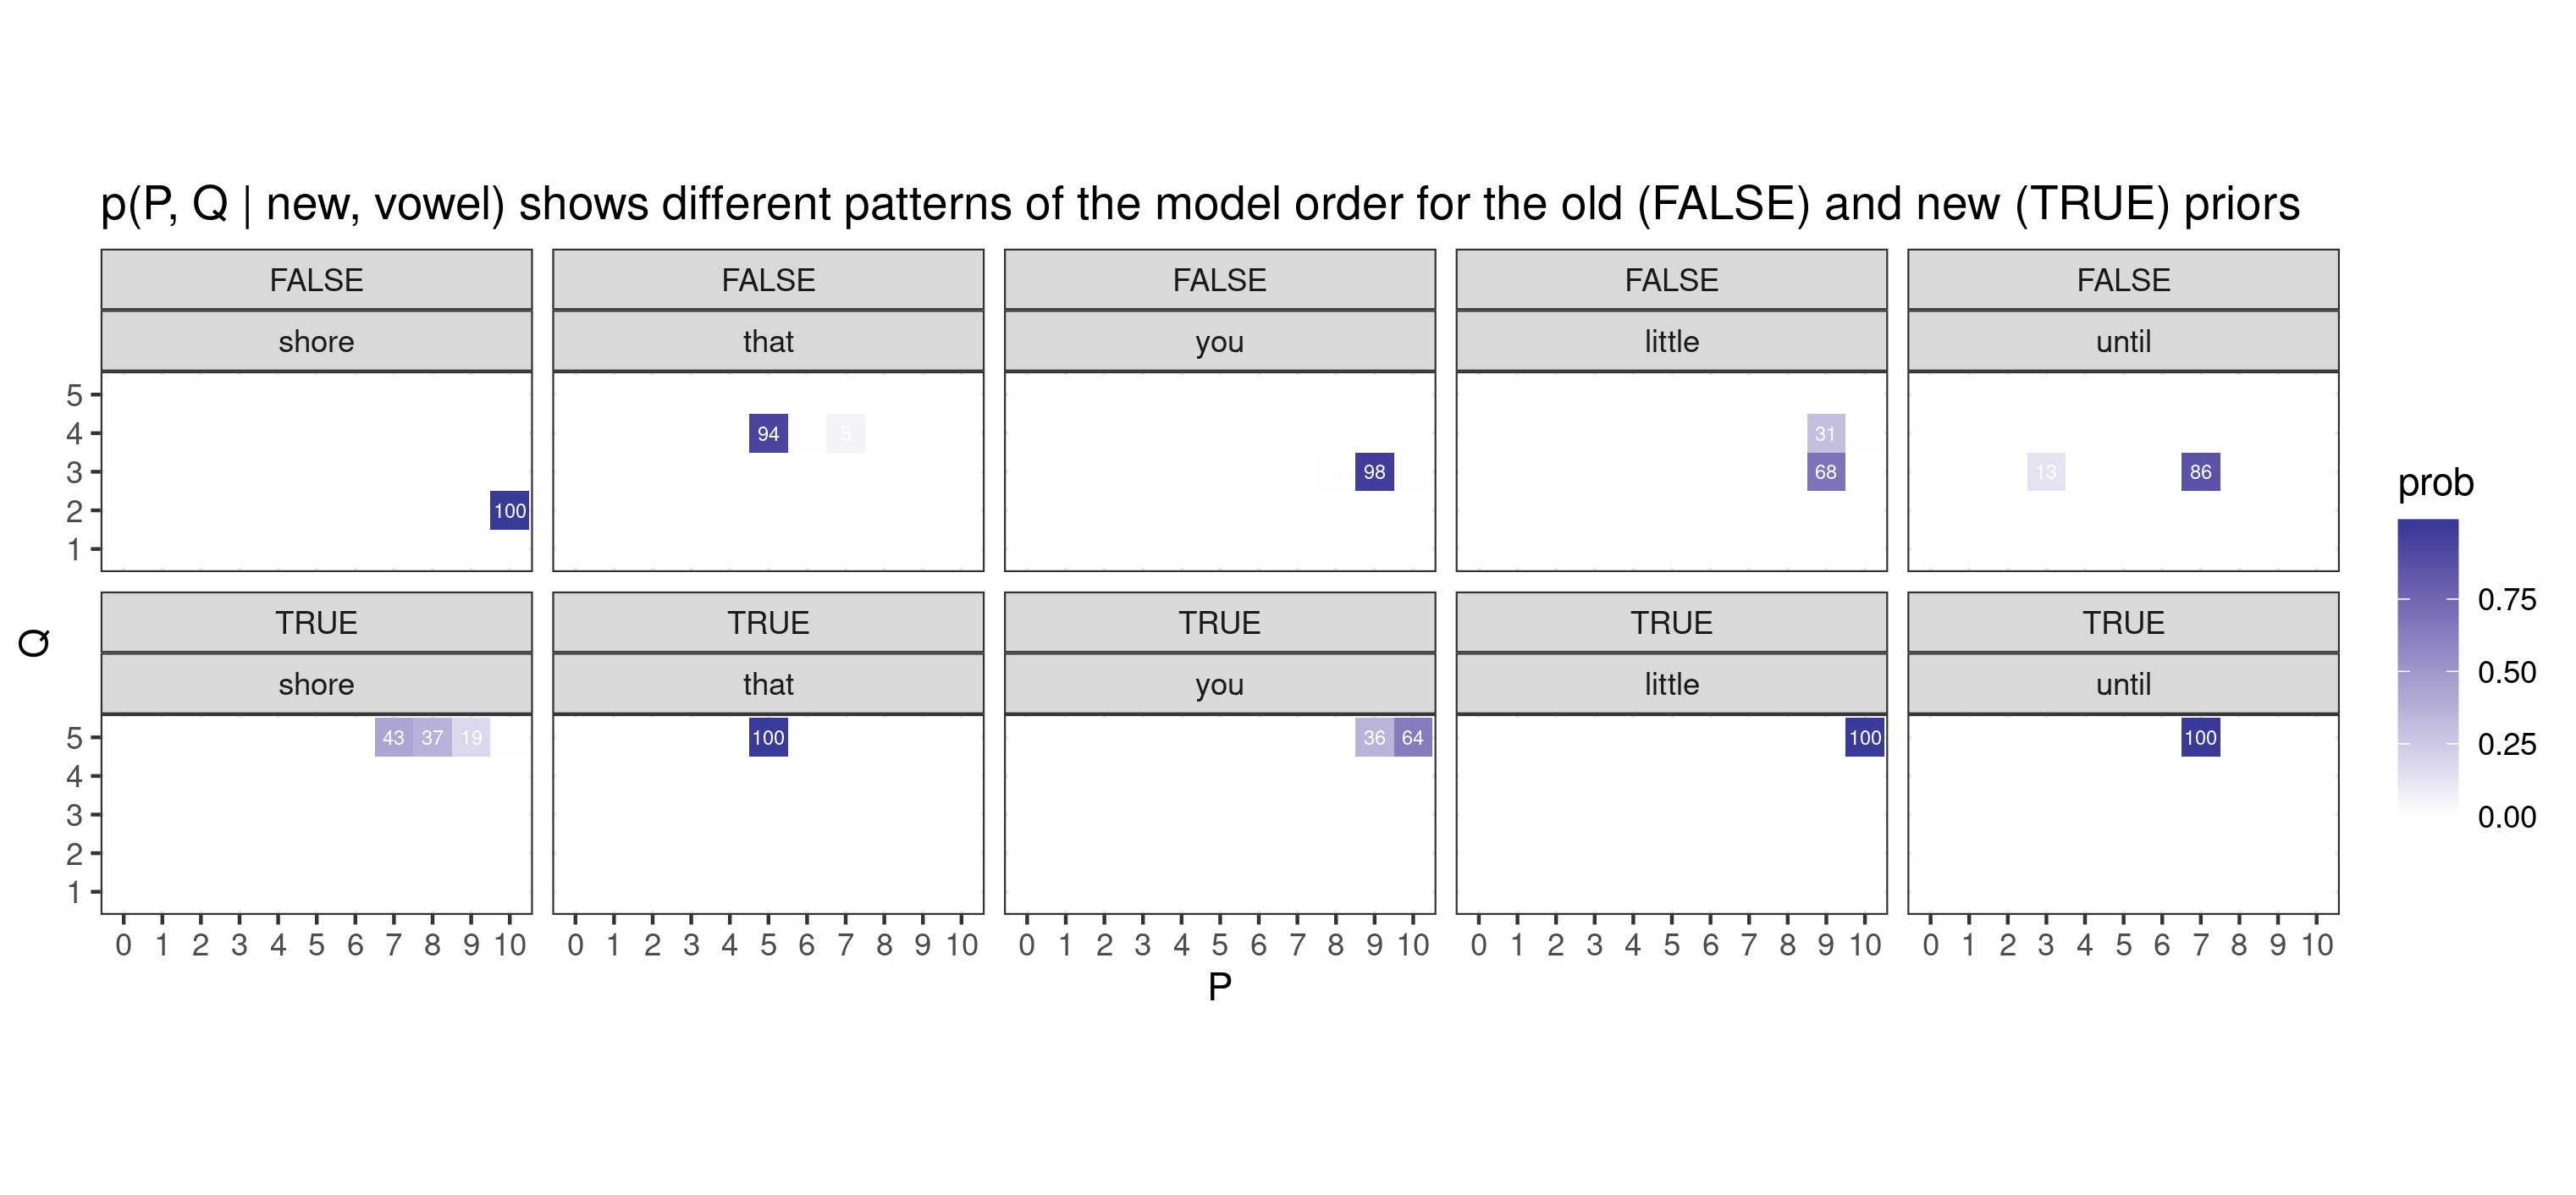 p(P, Q | new, vowel) shows different patterns of the model order for the old (FALSE) and new (TRUE) priors
FALSE FALSE FALSE FALSE FALSE
shore that you little until
5
4 94 5 31
3 98 68 13 86
2 100
1
TRUE TRUE TRUE TRUE TRUE
shore that you little until
5 43 37 19 100 36 64 100 100
4
3
2
1
0 1 2 3 4 5 6 7 8 9 10 0 1 2 3 4 5 6 7 8 9 10 0 1 2 3 4 5 6 7 8 9 10 0 1 2 3 4 5 6 7 8 9 10 0 1 2 3 4 5 6 7 8 9 10
P
Q
prob
0.75
0.50
0.25
0.00